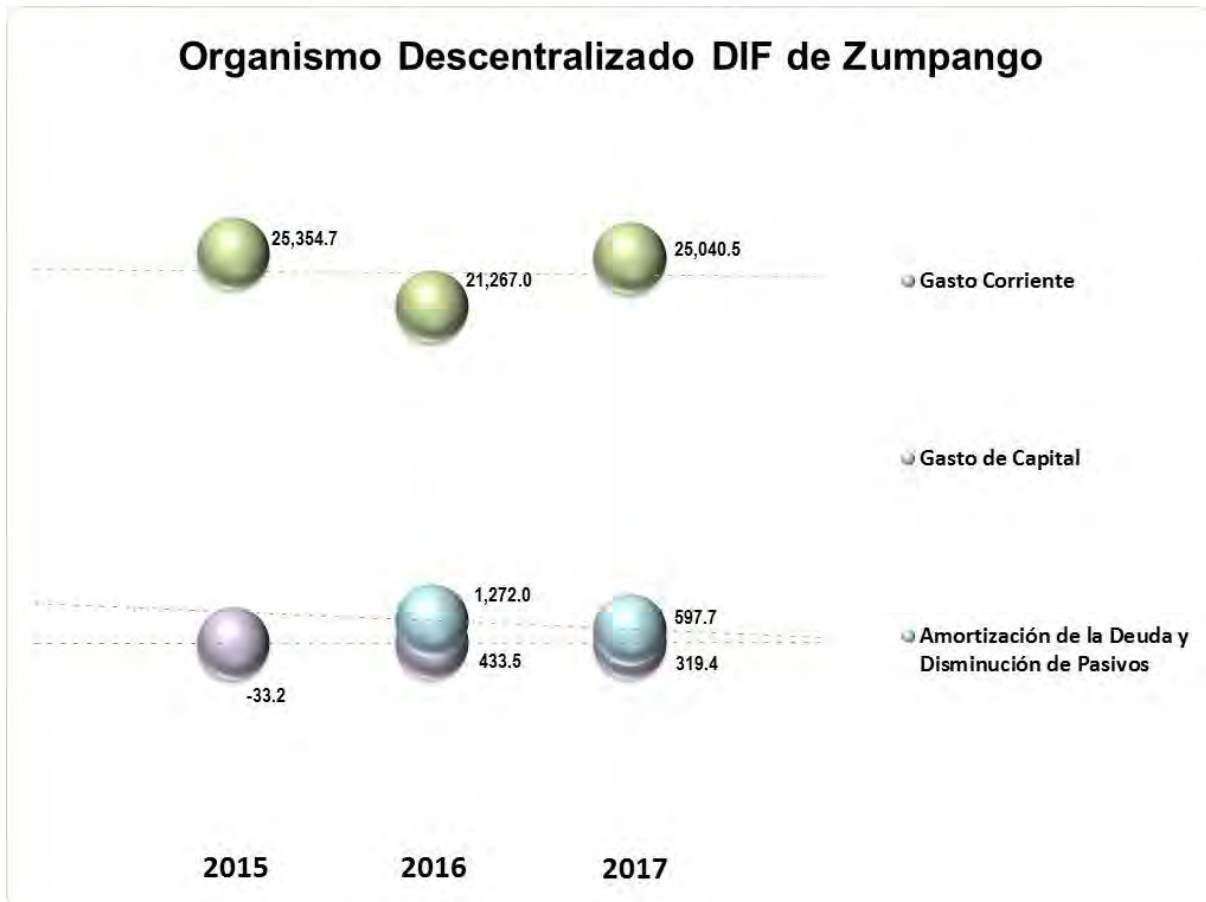 Organismo Descentralizado DIF de Zumpango
25,354.7
21,267.0
25,040.5
Gasto Corriente
Gasto de Capital
1,272.0
597.7
Amortización de la Deuda y
Disminución de Pasivos
433.5
319.4
-33.2
2015
2016
2017